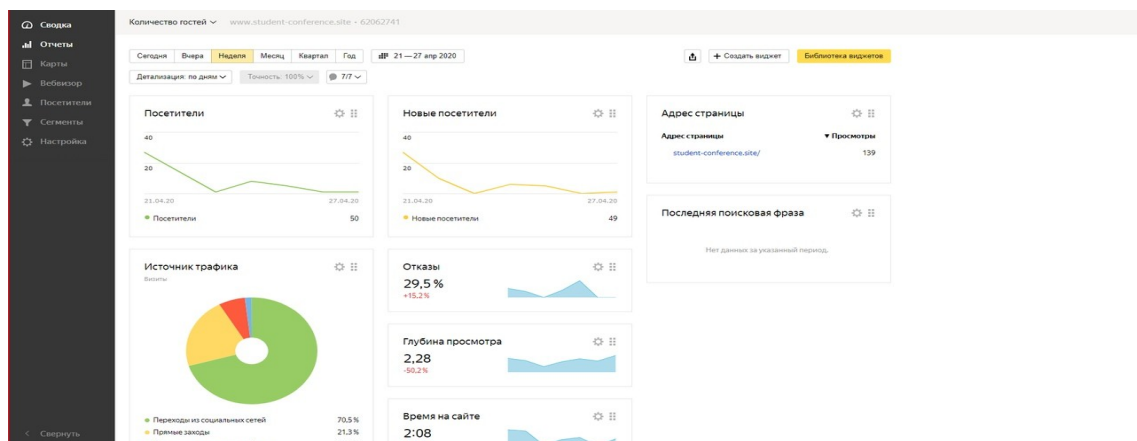 Сводка
Отчеты
Карты
Вебвизор
Посетители
Сегменты
Настройка
Свернуть
Количество гостей www.student-conference.site - 62062741
Сегодня Вчера Неделя Месяц Квартал Год 21 — 27 апр 2020
+ Создать виджет Библиотека виджетов
Детализация: по дням Точность: 100% 7/7
Посетители
40
20
21.04.20 27.04.20
Посетители 50
Новые посетители
40
20
21.04.20 27.04.20
Новые посетители 49
Адрес страницы
Адрес страницы ▼ Просмотры
student-conference.site/ 139
Последняя поисковая фраза
Нет данных за указанный период.
Источник трафика
Визиты
Переходы из социальных сетей 70,5 %
Прямые заходы 21,3 %
Отказы
29,5 %
+15,2 %
Глубина просмотра
2,28
-50,2 %
Время на сайте
2:08